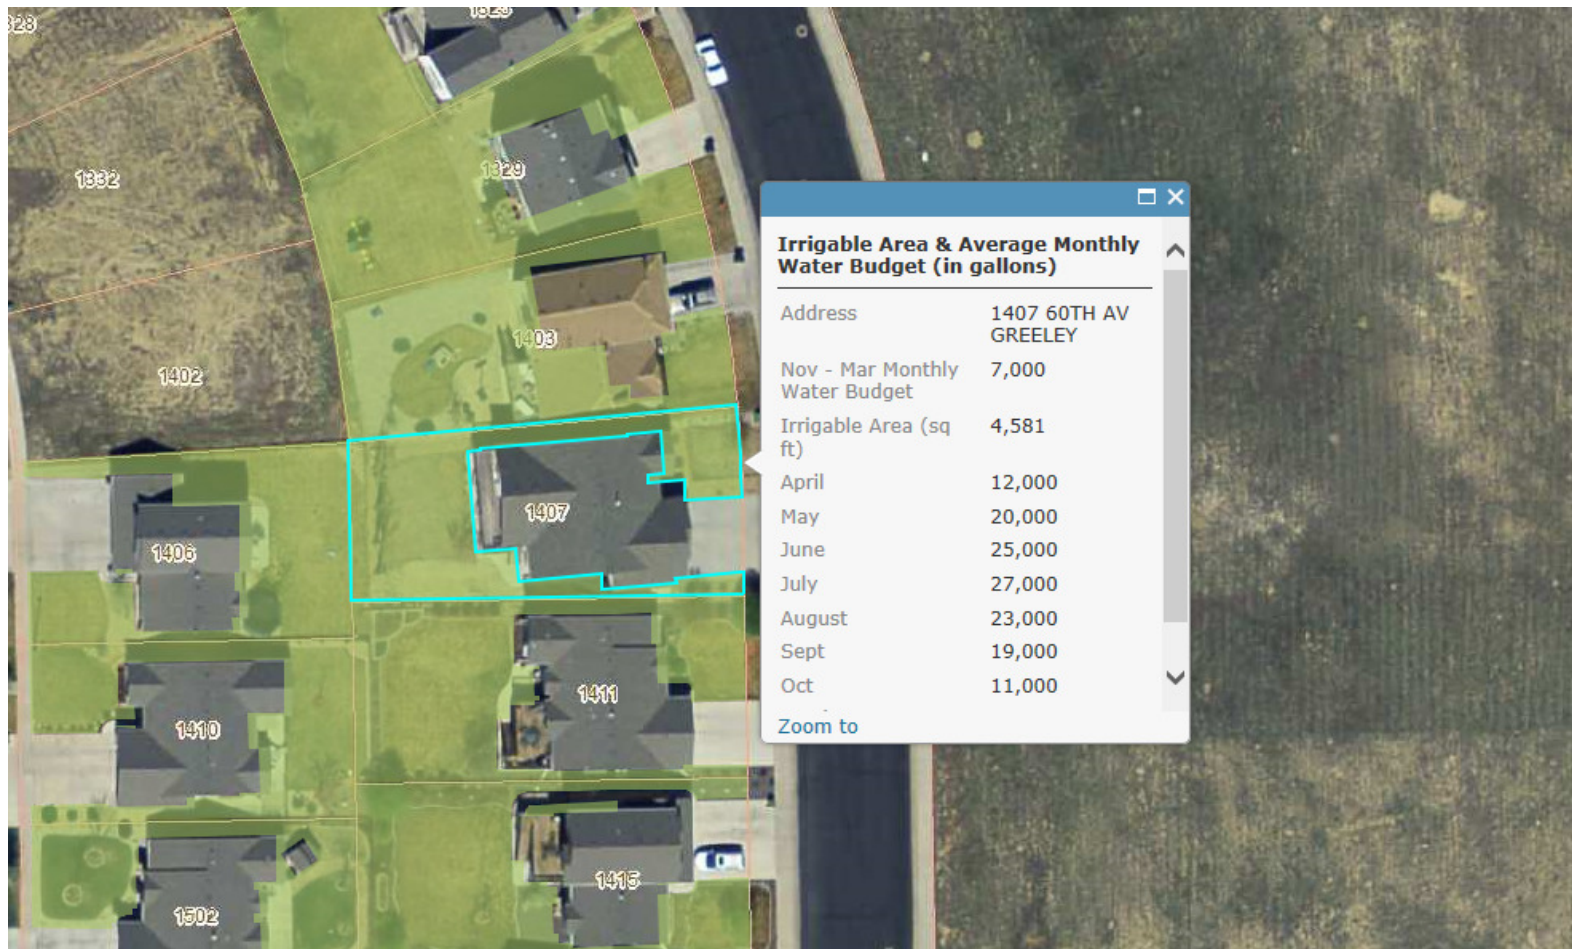 1328
1525
1332
1329
1403
1402
1407
1406
1411
1410
1415
1502
Irrigable Area & Average Monthly
Water Budget (in gallons)
Address 1407 60TH AV
GREELEY
Nov - Mar Monthly 7,000
Water Budget
Irrigable Area (sq 4,581
ft)
April 12,000
May 20,000
June 25,000
July 27,000
August 23,000
Sept 19,000
Oct 11,000
Zoom to